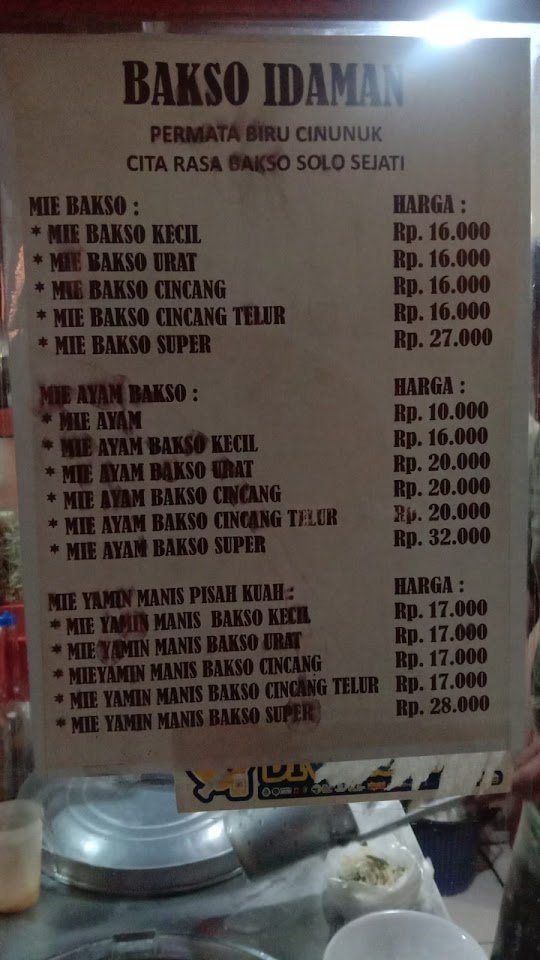 BAKSO IDAMAN
PERMATA BIRU CINUNUK
CITA RASA BAKSO SOLO SEJATI
MIE BAKSO : HARGA :
* MIE BAKSO KECIL Rp. 16.000
* MIE BAKSO URAT Rp. 16.000
* MIE BAKSO CINCANG Rp. 16.000
* MIE BAKSO CINCANG TELUR Rp. 16.000
* MIE BAKSO SUPER Rp. 27.000
MIE AYAM BAKSO : HARGA :
* MIE AYAM Rp. 10.000
* MIE AYAM BAKSO KECIL Rp. 16.000
* MIE AYAM BAKSO URAT Rp. 20.000
* MIE AYAM BAKSO CINCANG Rp. 20.000
* MIE AYAM BAKSO CINCANG TELUR Rp. 20.000
* MIE AYAM BAKSO SUPER Rp. 32.000
MIE YAMIN MANIS PISAH KUAH : HARGA :
* MIE YAMIN MANIS BAKSO KECIL Rp. 17.000
* MIE YAMIN MANIS BAKSO URAT Rp. 17.000
* MIEYAMIN MANIS BAKSO CINCANG Rp. 17.000
* MIE YAMIN MANIS BAKSO CINCANG TELUR Rp. 17.000
* MIE YAMIN MANIS BAKSO SUPER Rp. 28.000